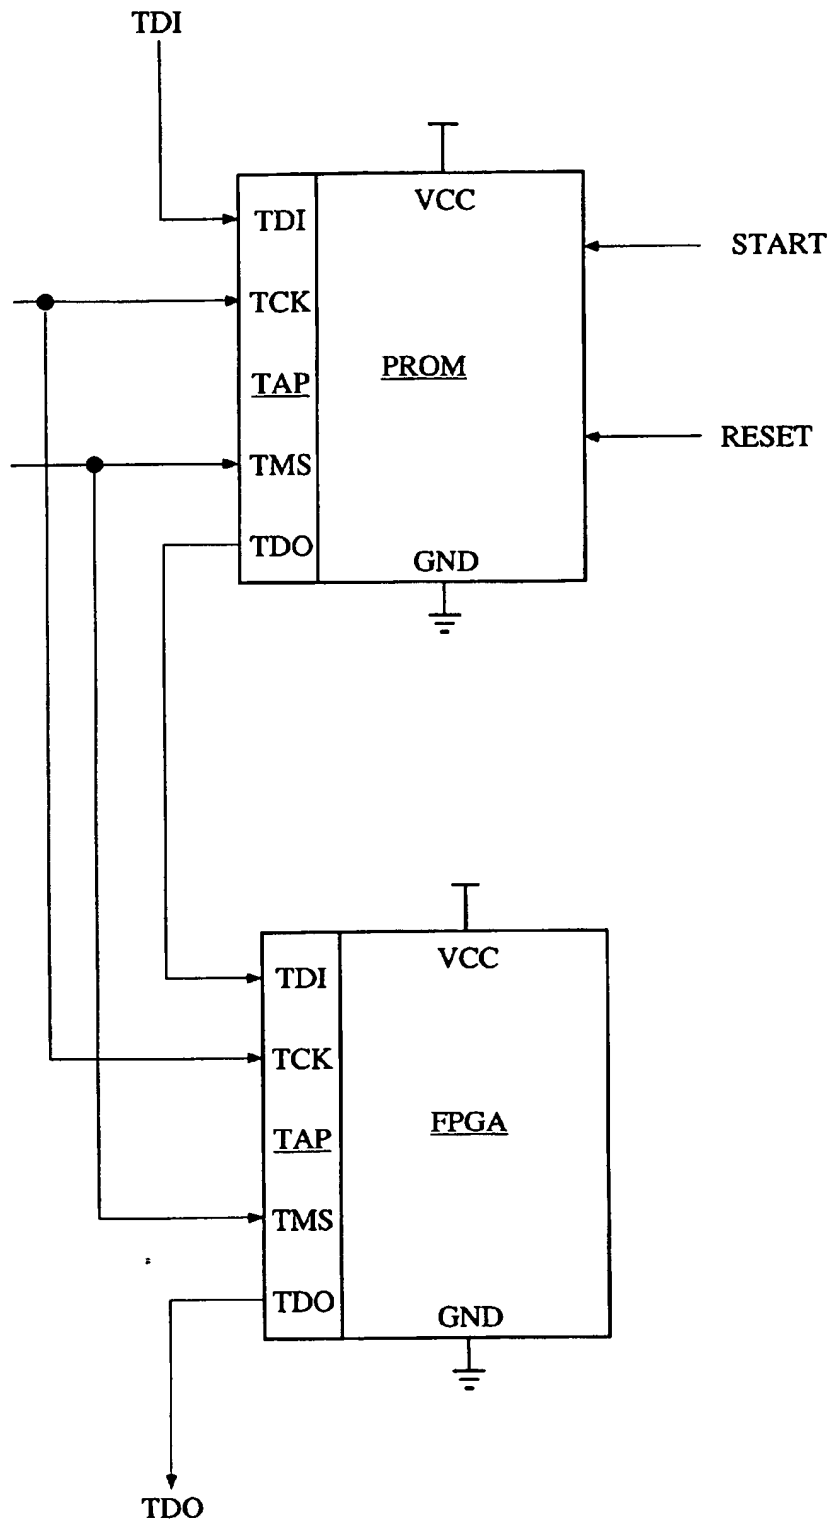 TDI
VCC
TDI
START
TCK
PROM
TAP
RESET
TMS
TDO
GND
VCC
TDI
TCK
FPGA
TAP
TMS
TDO
GND
TDO